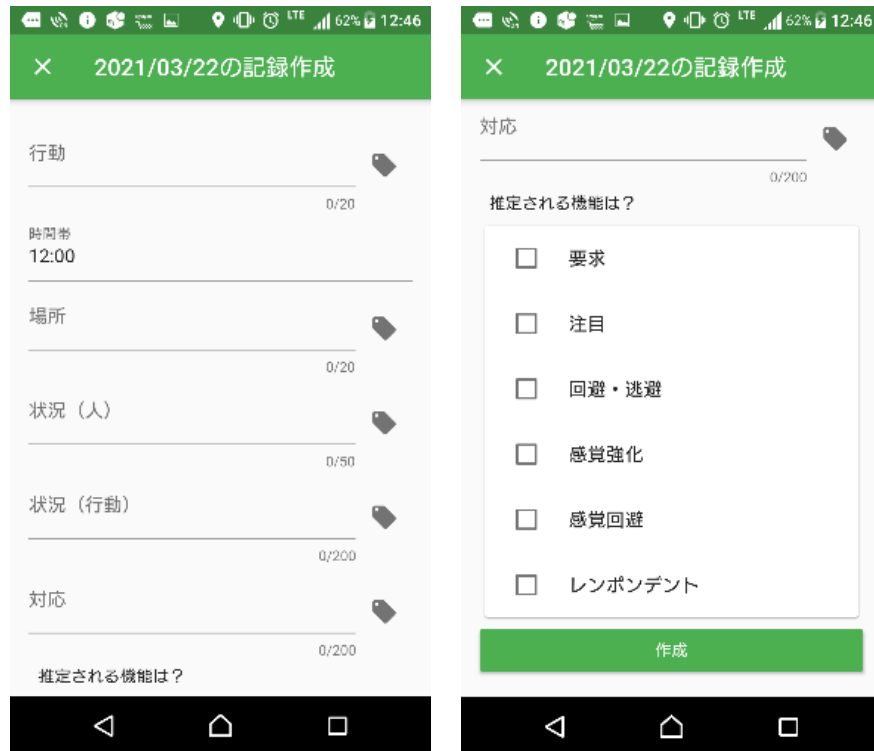 LTE 62% 12:46
2021/03/22の記録作成
行動
0/20
時間帯
12:00
場所
0/20
状況（人）
0/50
状況（行動）
0/200
対応
0/200
推定される機能は？
LTE 62% 12:46
2021/03/22の記録作成
対応
0/200
推定される機能は？
要求
注目
回避・逃避
感覚強化
感覚回避
レンポンデント
作成